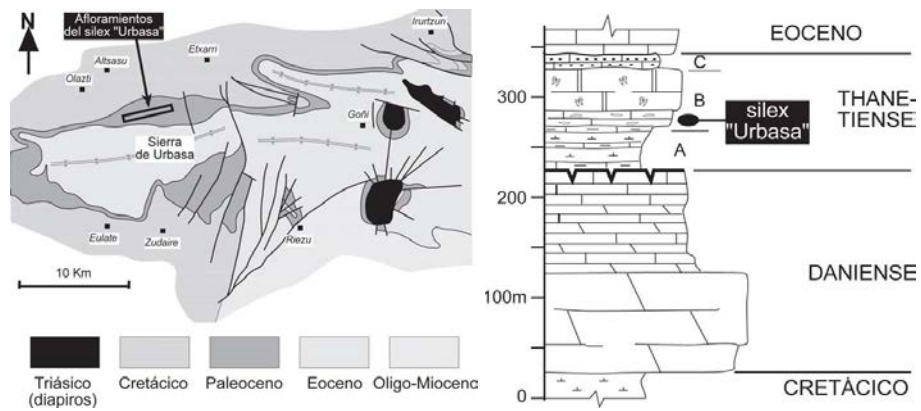 N
Afloramientos
del silex "Urbasa"
Irurtzun
Etxarri
Altsasu
Olazti
Goñi
Sierra
de Urbasa
Eulate
Zudaire
Riezu
10 Km
Triásico
(diapiros)
Cretácico
Paleoceno
Eoceno
Oligo-Mioceno
EOCENO
C
300
B
THANE-
TIENSE
silex
"Urbasa"
A
200
DANIENSE
100m
0
CRETÁCICO